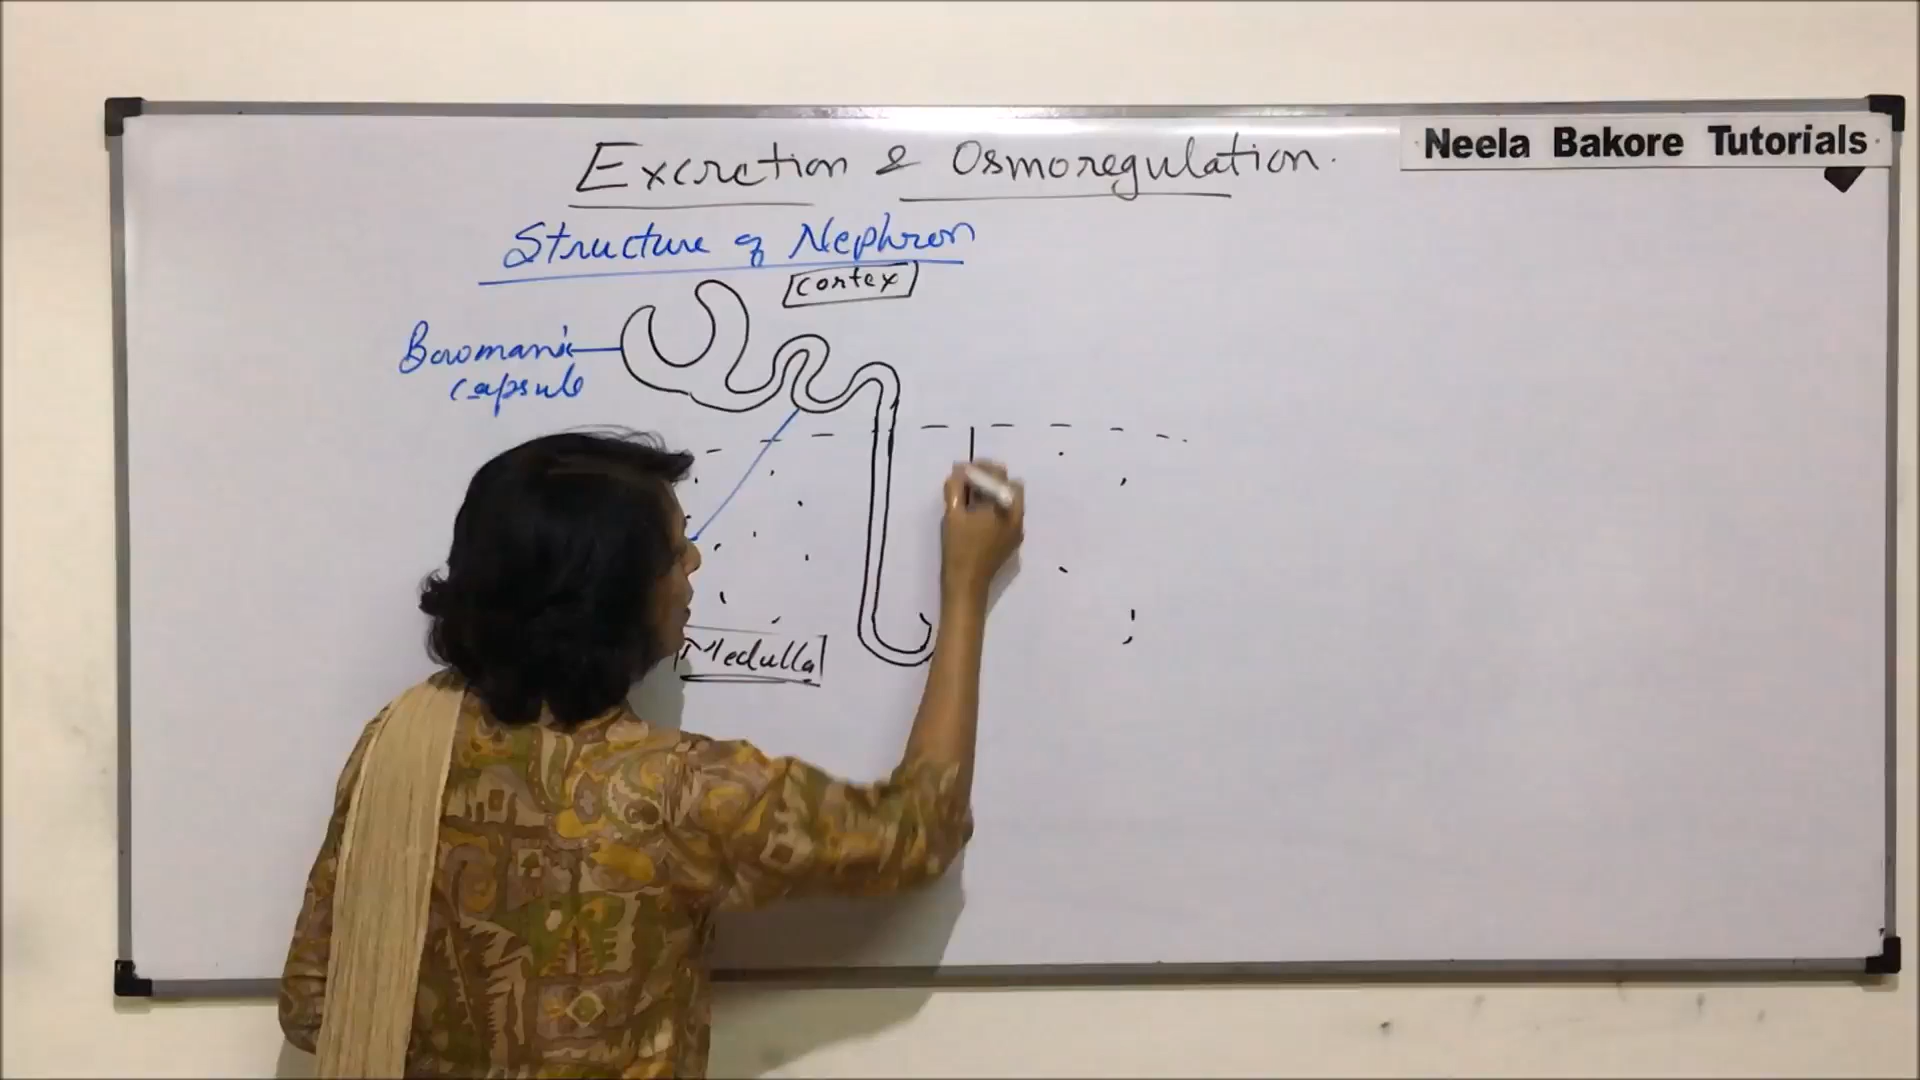 Neela Bakore Tutorials
Excretion & Osmoregulation.
Structure of Nephron
Cortex
Bowman's
capsule
Medulla